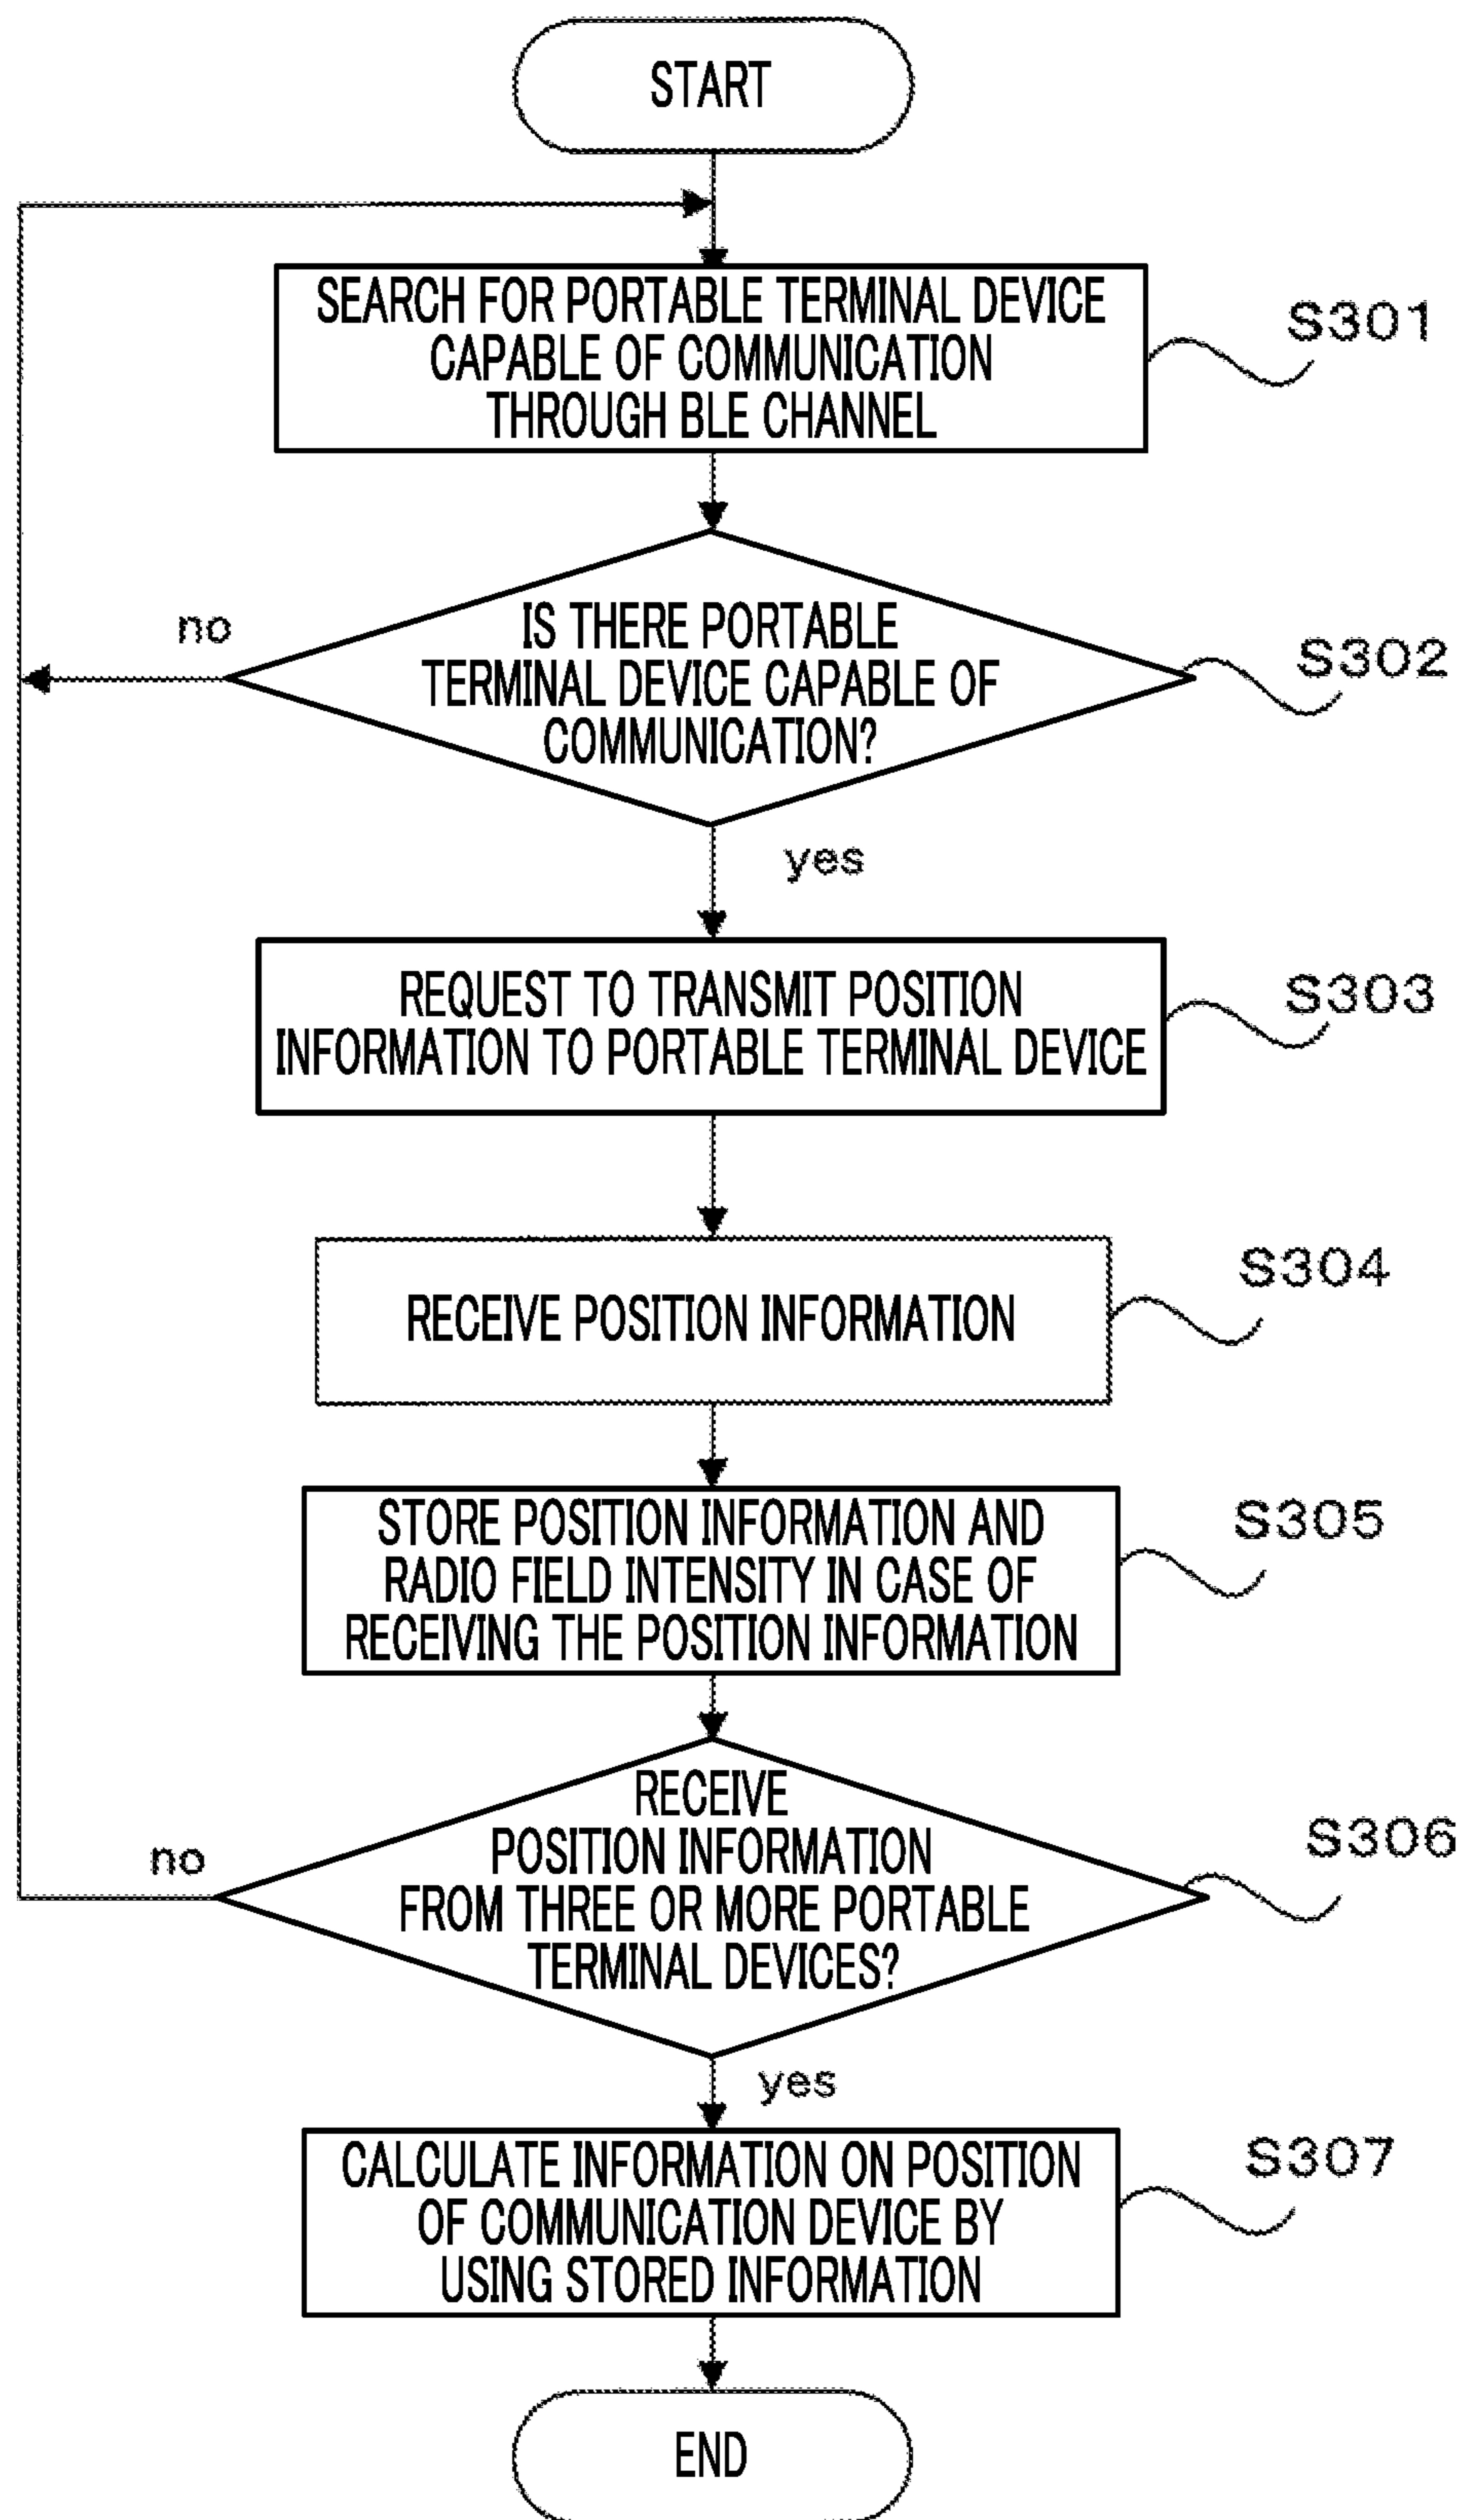 START
SEARCH FOR PORTABLE TERMINAL DEVICE
CAPABLE OF COMMUNICATION
THROUGH BLE CHANNEL
S301
IS THERE PORTABLE
TERMINAL DEVICE CAPABLE OF
COMMUNICATION?
S302
no
yes
REQUEST TO TRANSMIT POSITION
INFORMATION TO PORTABLE TERMINAL DEVICE
S303
RECEIVE POSITION INFORMATION
S304
STORE POSITION INFORMATION AND
RADIO FIELD INTENSITY IN CASE OF
RECEIVING THE POSITION INFORMATION
S305
RECEIVE
POSITION INFORMATION
FROM THREE OR MORE PORTABLE
TERMINAL DEVICES?
S306
no
yes
CALCULATE INFORMATION ON POSITION
OF COMMUNICATION DEVICE BY
USING STORED INFORMATION
S307
END